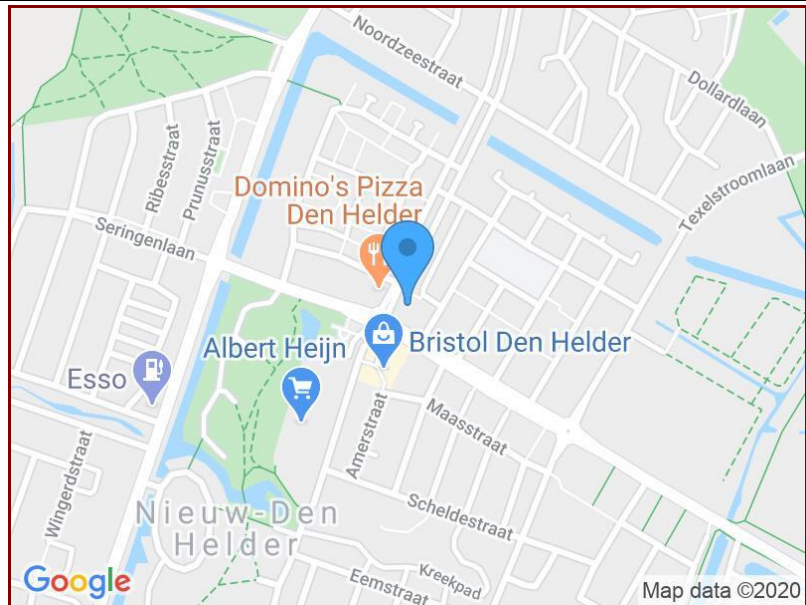 Noordzeestraat
Dollardlaan
Ribesstraat
Prunusstraat
Domino's Pizza
Den Helder
Texelstroomlaan
Seringenlaan
Albert Heijn
Bristol Den Helder
Esso
Amerstraat
Maasstraat
Wingerdstraat
Scheldestraat
Nieuw-Den
Helder
Kreekpad
Eemstraat
Google
Map data ©2020